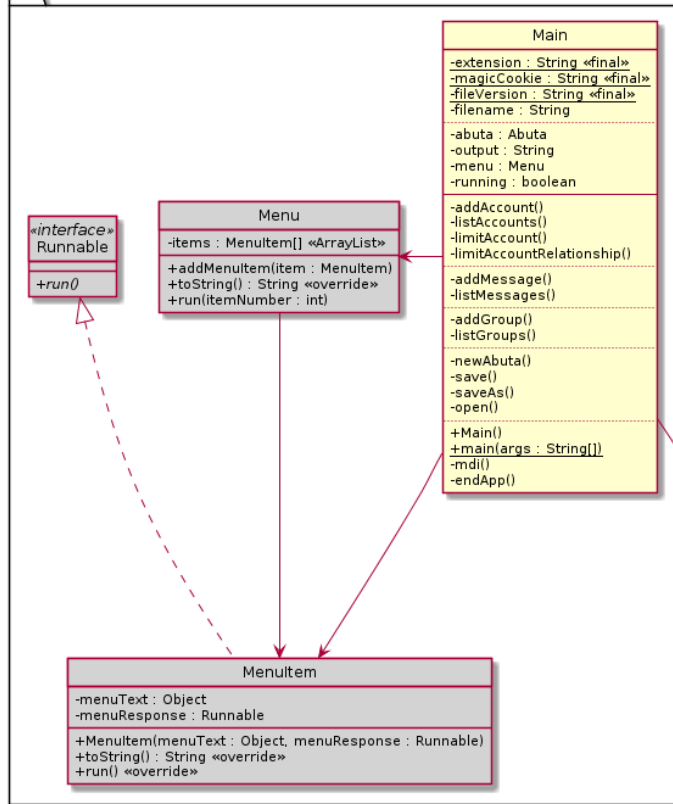 Main
-extension : String «final»
-magicCookie : String «final»
-fileVersion : String «final»
-filename : String
-abuta : Abuta
-output : String
-menu : Menu
-running : boolean
-addAccount()
-listAccounts()
-limitAccount()
-limitAccountRelationship()
-addMessage()
-listMessages()
-addGroup()
-listGroups()
-newAbuta()
-save()
-saveAs()
-open()
+Main()
+main(args : String[])
-mdi()
-endApp()
Menu
-items : MenuItem[] «ArrayList»
+addMenuItem(item : MenuItem)
+toString() : String «override»
+run(itemNumber : int)
«interface»
Runnable
+run()
MenuItem
-menuText : Object
-menuResponse : Runnable
+MenuItem(menuText : Object, menuResponse : Runnable)
+toString() : String «override»
+run() «override»